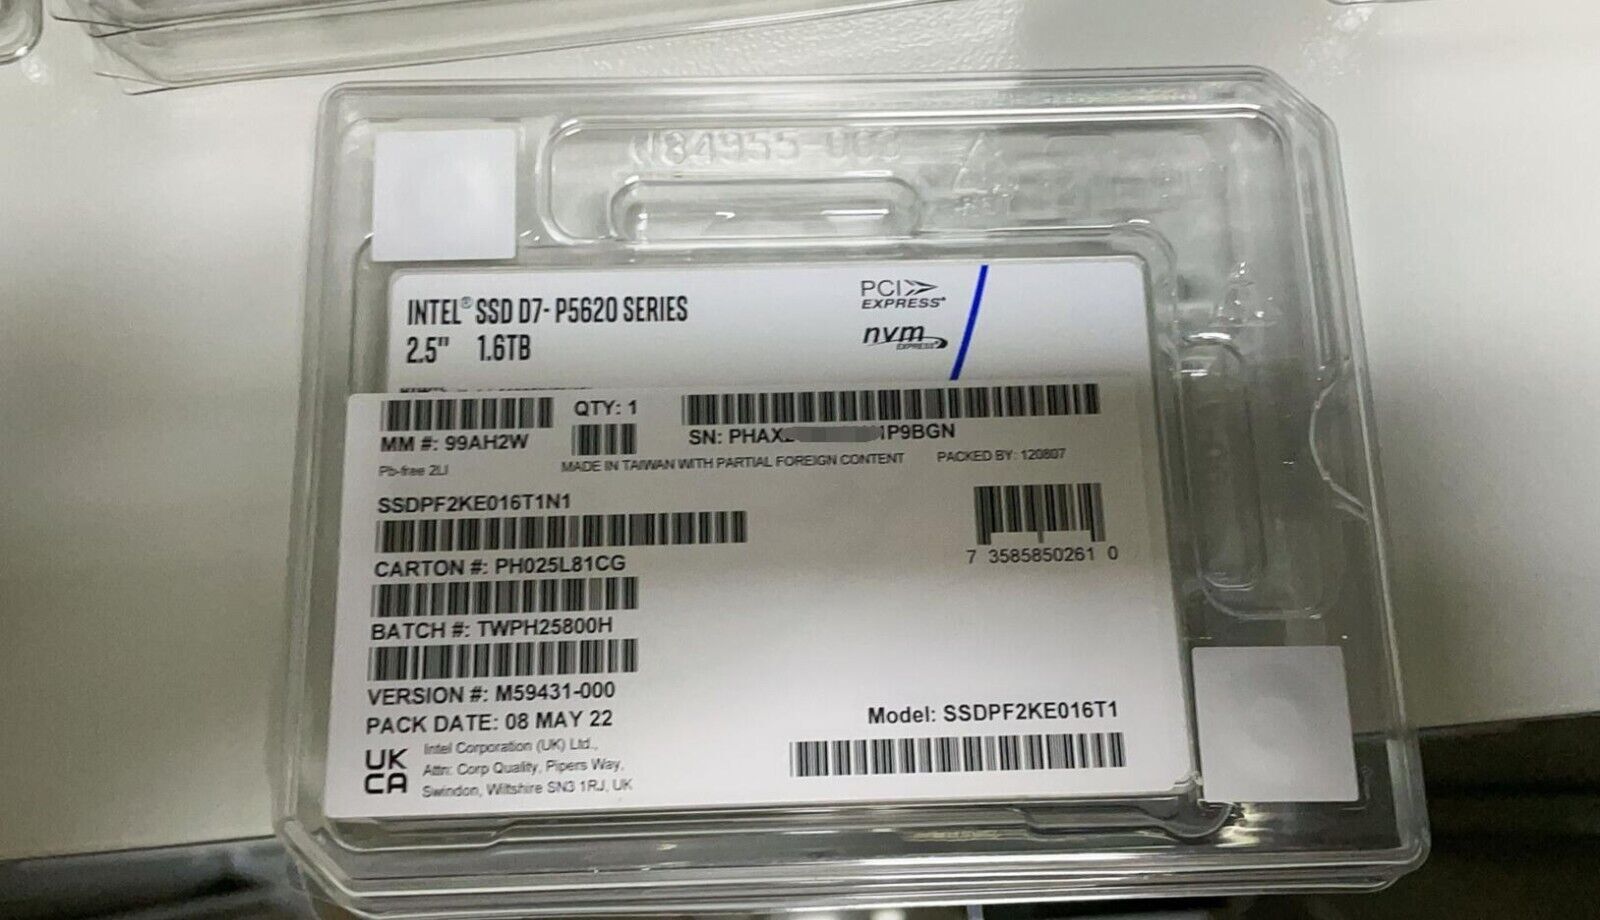 INTEL® SSD D7- P5620 SERIES
2.5" 1.6TB
PCI
EXPRESS®
nvm
EXPRESS®
MM #: 99AH2W
QTY: 1
SN: PHAX 1P9BGN
Pb-free 2LI
MADE IN TAIWAN WITH PARTIAL FOREIGN CONTENT
PACKED BY: 120807
SSDPF2KE016T1N1
7 3585850261 0
CARTON #: PH025L81CG
BATCH #: TWPH25800H
VERSION #: M59431-000
PACK DATE: 08 MAY 22
Model: SSDPF2KE016T1
UK
CA
Intel Corporation (UK) Ltd.,
Attn: Corp Quality, Pipers Way,
Swindon, Wiltshire SN3 1RJ, UK